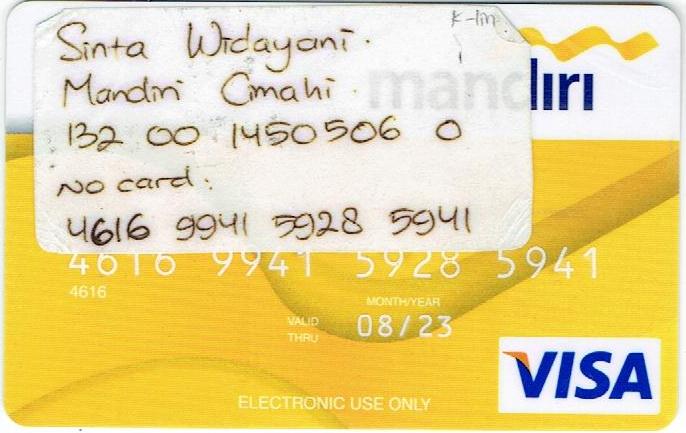 Sinta Widayani.
K-lm
Mandiri Cimahi.
mandiri
132 00 1450506 0
No card:
4616 9941 5928 5941
4616 9941 5928 5941
4616
MONTH/YEAR
VALID THRU 08/23
VISA
ELECTRONIC USE ONLY